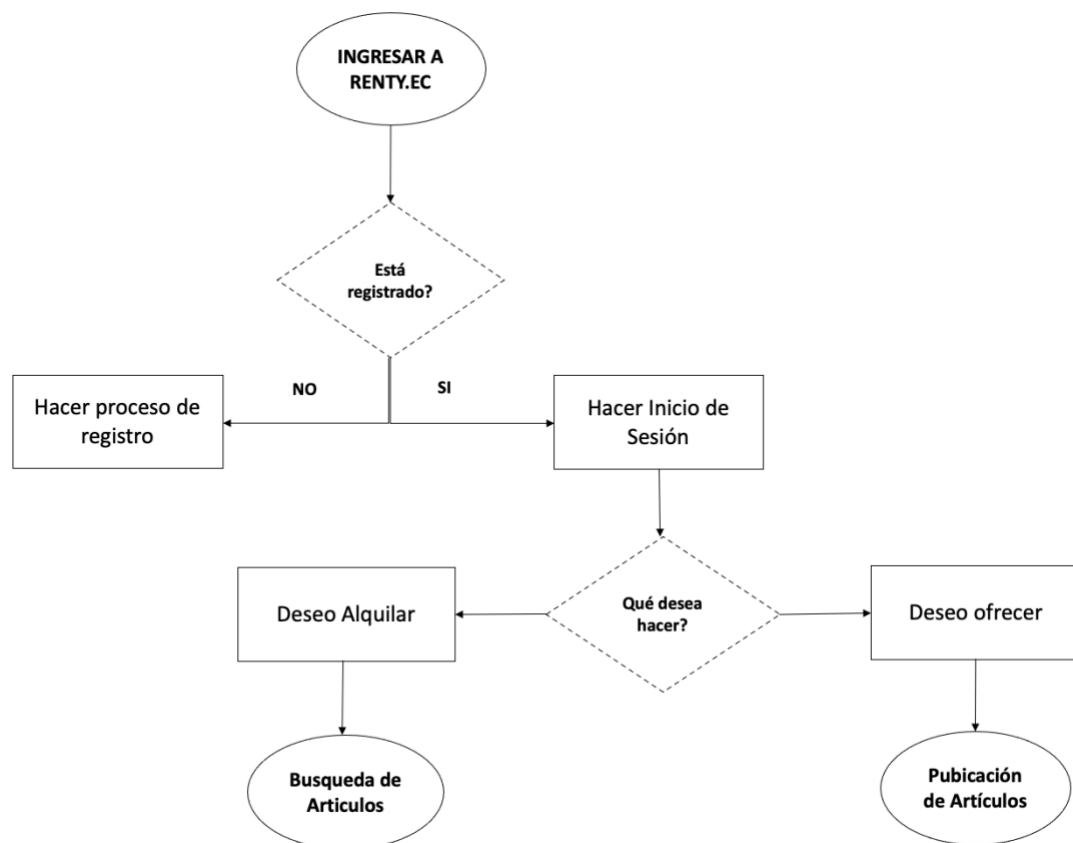 INGRESAR A
RENTY.EC
Está
registrado?
NO
SI
Hacer proceso de
registro
Hacer Inicio de
Sesión
Deseo Alquilar
Qué desea
hacer?
Deseo ofrecer
Busqueda de
Articulos
Pubicación
de Artículos